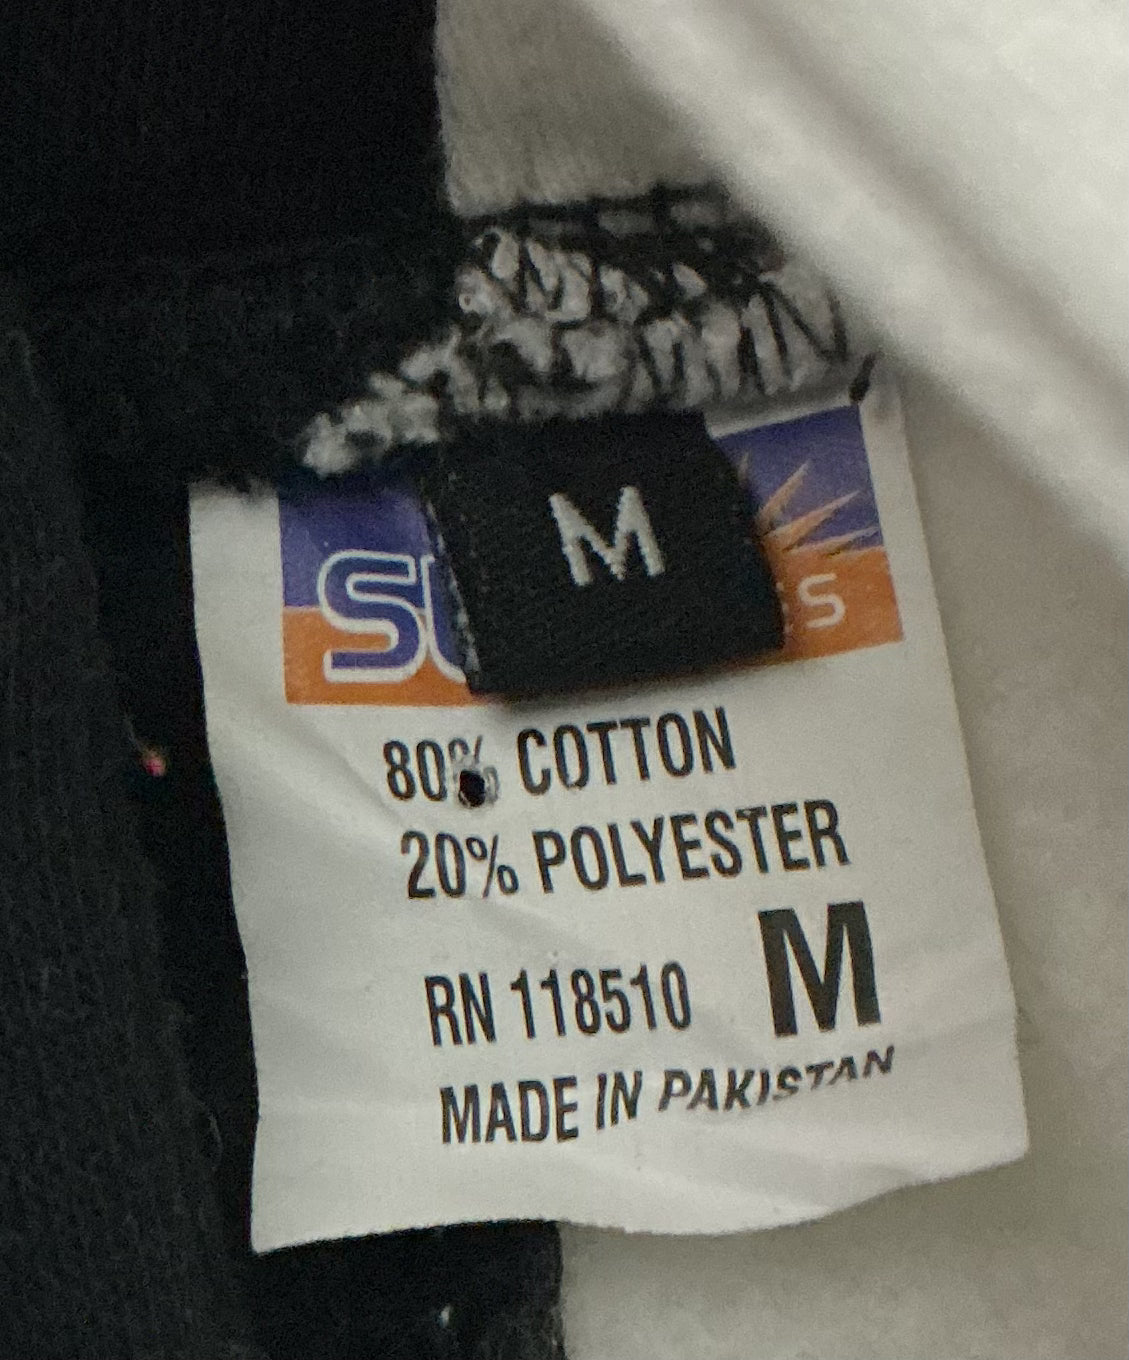 M
80% COTTON
20% POLYESTER
RN 118510 M
MADE IN PAKISTAN